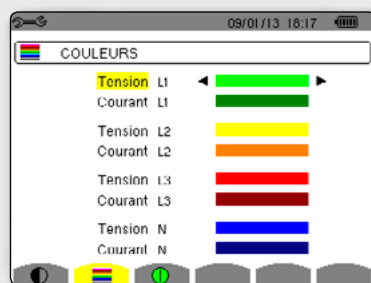 09/01/13 18:17
COULEURS
Tension L1
Courant L1
Tension L2
Courant L2
Tension L3
Courant L3
Tension N
Courant N